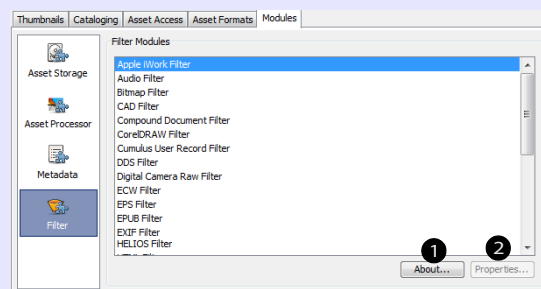 Thumbnails Cataloging Asset Access Asset Formats Modules
Filter Modules
Asset Storage
Asset Processor
Metadata
Filter
Apple iWork Filter
Audio Filter
Bitmap Filter
CAD Filter
Compound Document Filter
CorelDRAW Filter
Cumulus User Record Filter
DDS Filter
Digital Camera Raw Filter
ECW Filter
EPS Filter
EPUB Filter
EXIF Filter
HELIOS Filter
1 2
About... Properties...